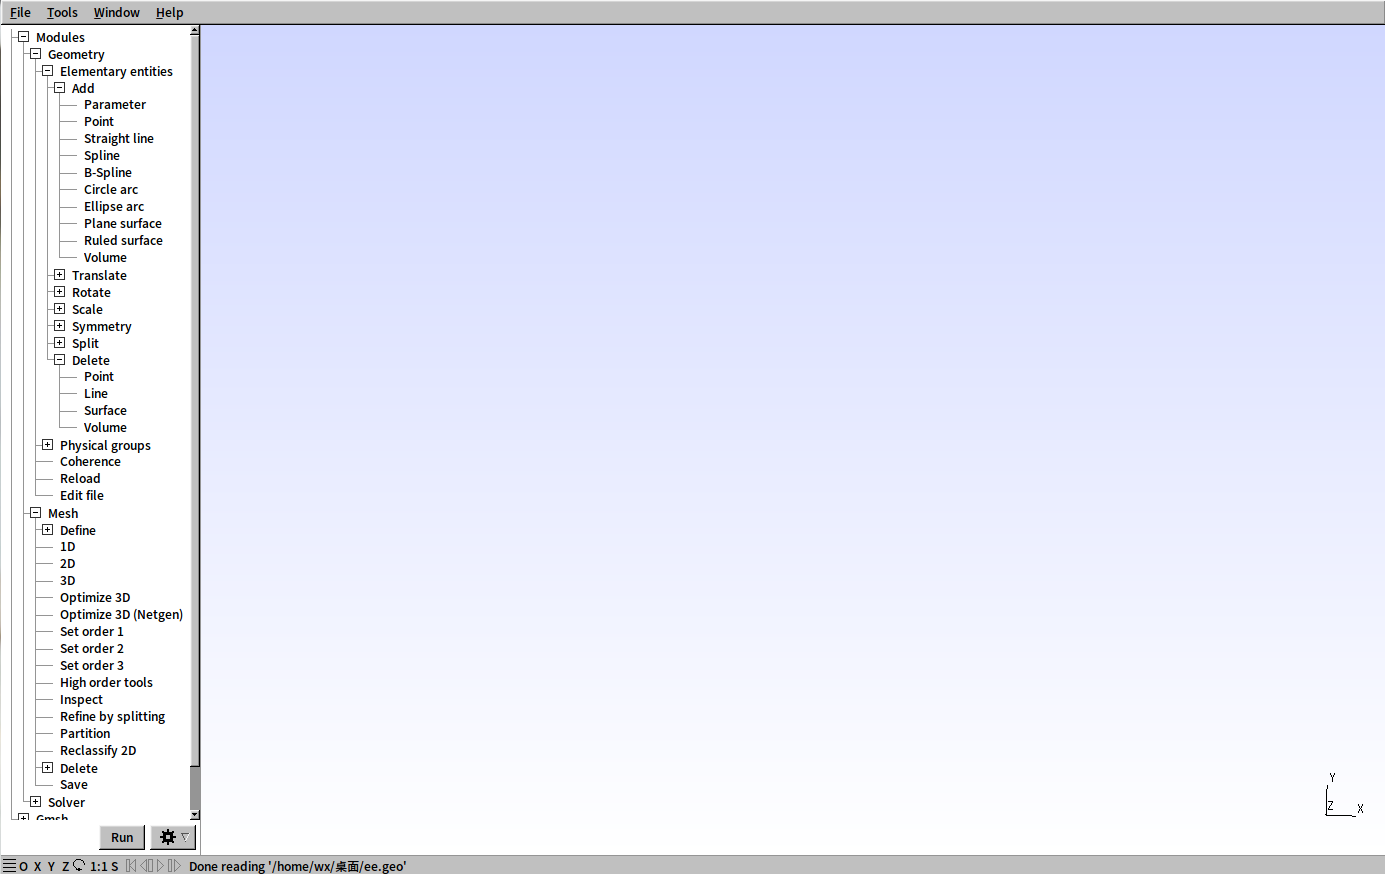 File Tools Window Help
Modules
Geometry
Elementary entities
Add
Parameter
Point
Straight line
Spline
B-Spline
Circle arc
Ellipse arc
Plane surface
Ruled surface
Volume
Translate
Rotate
Scale
Symmetry
Split
Delete
Point
Line
Surface
Volume
Physical groups
Coherence
Reload
Edit file
Mesh
Define
1D
2D
3D
Optimize 3D
Optimize 3D (Netgen)
Set order 1
Set order 2
Set order 3
High order tools
Inspect
Refine by splitting
Partition
Reclassify 2D
Delete
Save
Solver
Gmsh
Y
Z X
Run
O X Y Z 1:1 S Done reading '/home/wx/桌面/ee.geo'